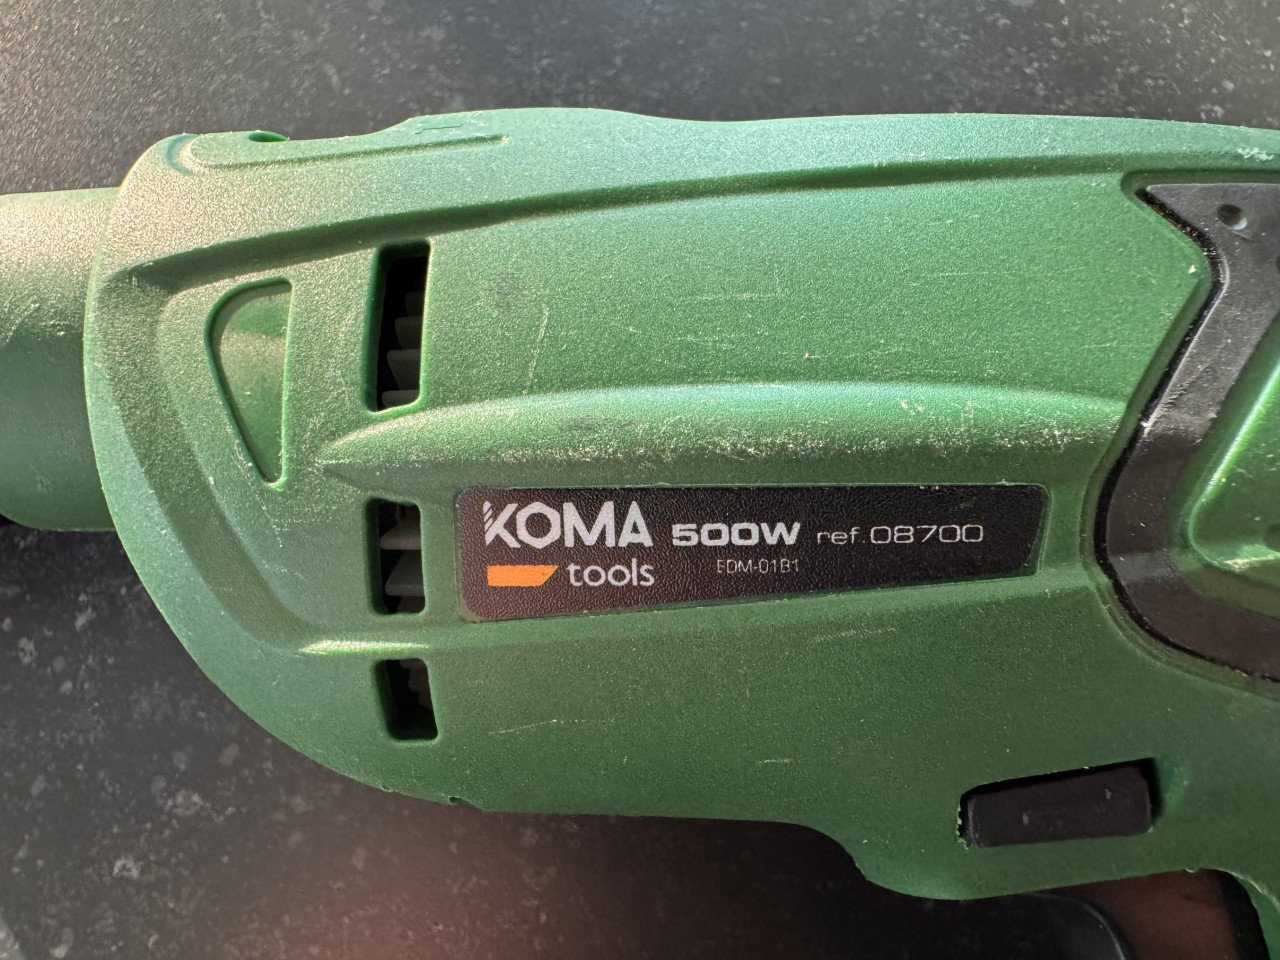 KOMA 500W ref. 08700
tools EDM-01B1